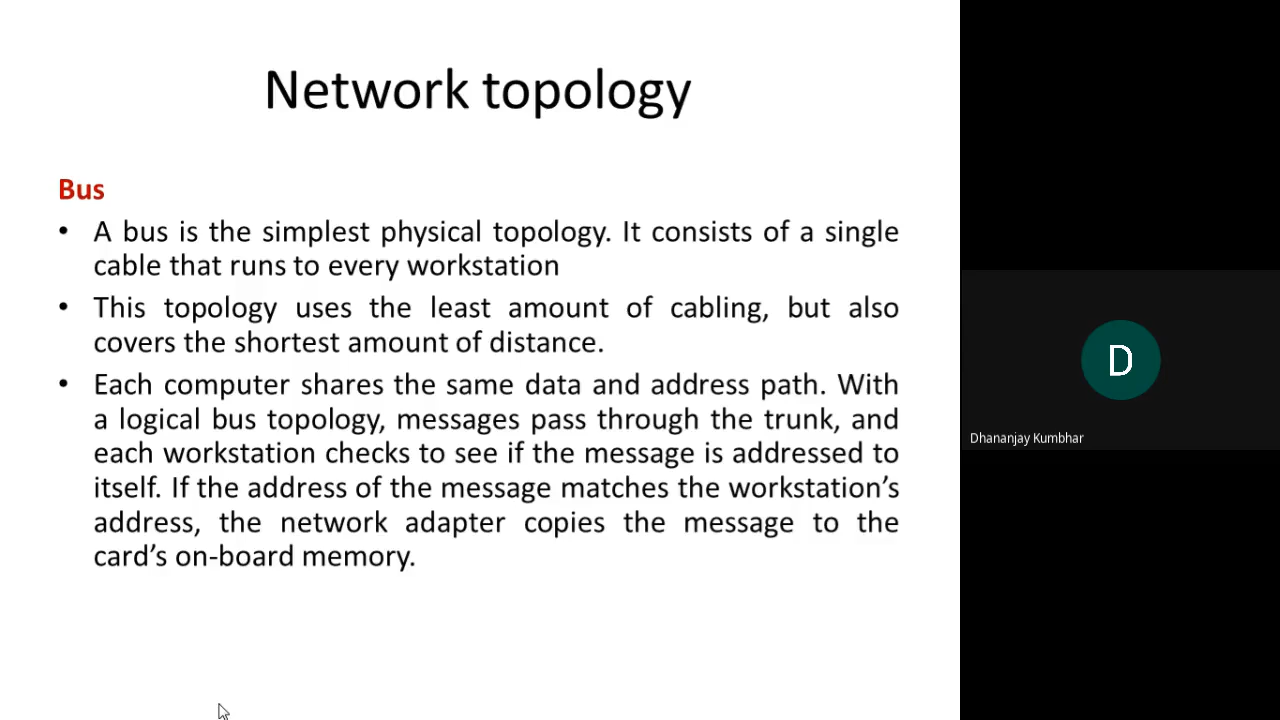 Network topology
Bus
• A bus is the simplest physical topology. It consists of a single
cable that runs to every workstation
• This topology uses the least amount of cabling, but also
covers the shortest amount of distance.
• Each computer shares the same data and address path. With
a logical bus topology, messages pass through the trunk, and
each workstation checks to see if the message is addressed to
itself. If the address of the message matches the workstation’s
address, the network adapter copies the message to the
card’s on-board memory.
D
Dhananjay Kumbhar